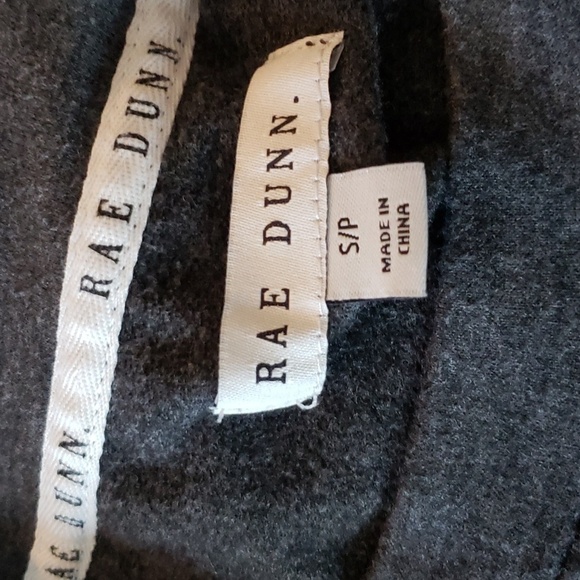 RAE DUNN.
RAE DUNN.
RAE DUNN.
S/P
MADE IN
CHINA